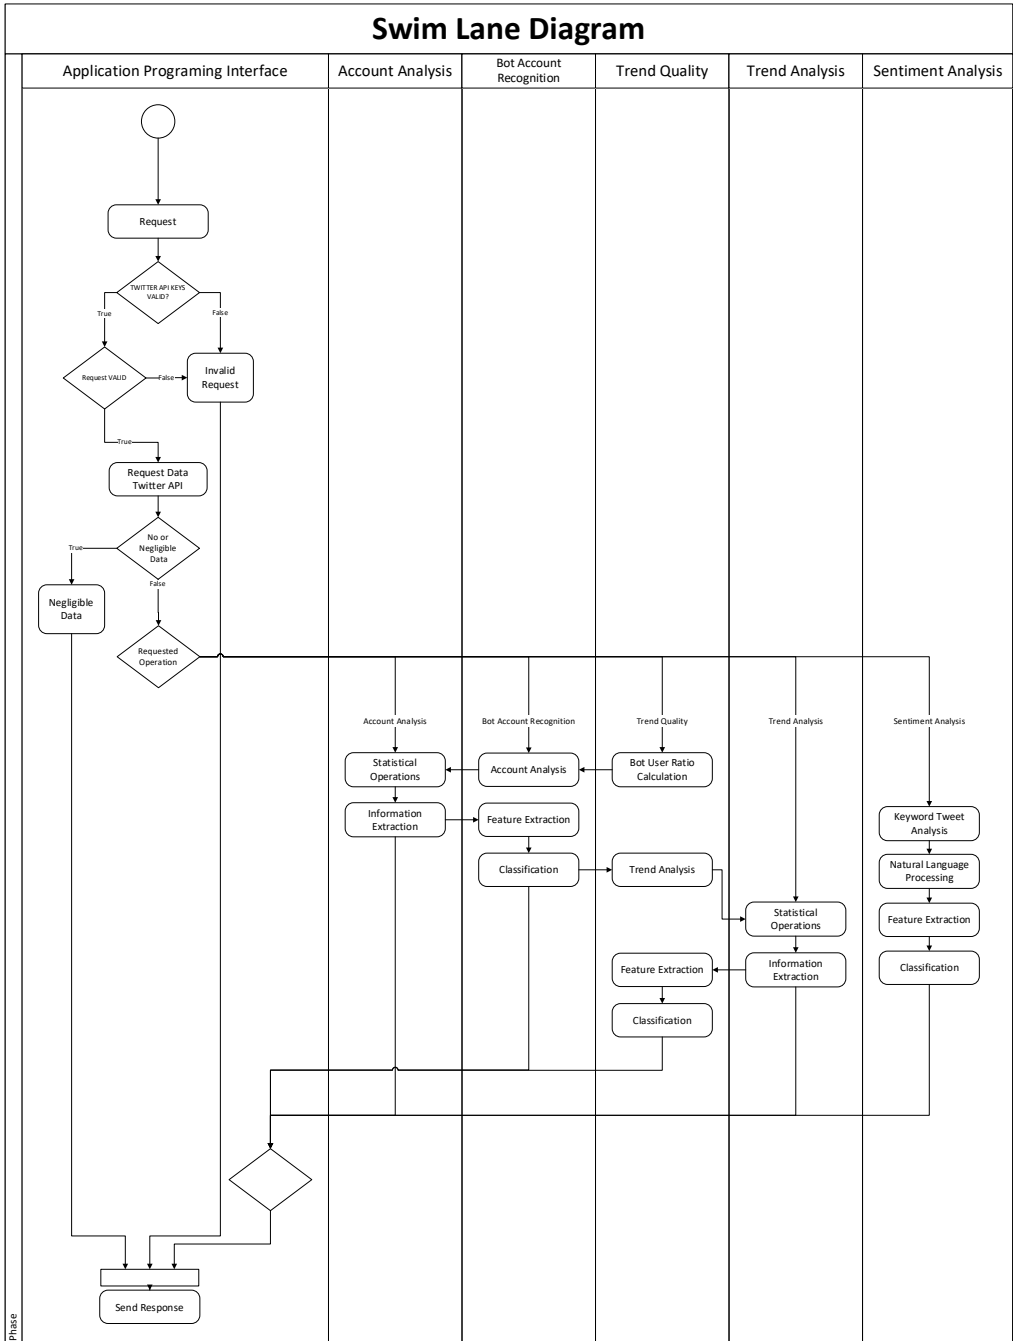 Swim Lane Diagram
Application Programing Interface
Account Analysis
Bot Account
Recognition
Trend Quality
Trend Analysis
Sentiment Analysis
Request
TWITTER API KEYS
VALID?
True
False
Request VALID
False
Invalid
Request
True
Request Data
Twitter API
No or
Negligible
Data
True
False
Negligible
Data
Requested
Operation
Account Analysis
Bot Account Recognition
Trend Quality
Trend Analysis
Sentiment Analysis
Statistical
Operations
Account Analysis
Bot User Ratio
Calculation
Information
Extraction
Feature Extraction
Keyword Tweet
Analysis
Classification
Trend Analysis
Natural Language
Processing
Statistical
Operations
Feature Extraction
Feature Extraction
Information
Extraction
Classification
Classification
Send Response
Phase